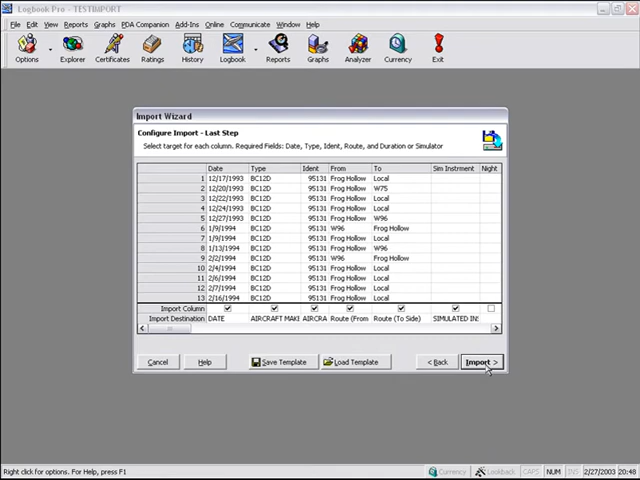 Logbook Pro - TESTIMPORT
File Edit View Reports Graphs PDA Companion Add-Ins Online Communicate Window Help
Options Explorer Certificates Ratings History Logbook Reports Graphs Analyzer Currency Exit
Import Wizard
Configure Import - Last Step
Select target for each column. Required Fields: Date, Type, Ident, Route, and Duration or Simulator
Date Type Ident From To Sim Instrment Night
1 12/17/1993 BC12D 95131 Frog Hollow Local
2 12/20/1993 BC12D 95131 Frog Hollow W75
3 12/22/1993 BC12D 95131 Frog Hollow Local
4 12/24/1993 BC12D 95131 Frog Hollow Local
5 12/27/1993 BC12D 95131 Frog Hollow W96
6 1/9/1994 BC12D 95131 W96 Frog Hollow
7 1/9/1994 BC12D 95131 Frog Hollow Local
8 1/13/1994 BC12D 95131 Frog Hollow W96
9 2/2/1994 BC12D 95131 W96 Frog Hollow
10 2/4/1994 BC12D 95131 Frog Hollow Local
11 2/6/1994 BC12D 95131 Frog Hollow Local
12 2/7/1994 BC12D 95131 Frog Hollow Local
13 2/16/1994 BC12D 95131 Frog Hollow Local
Import Column
Import Destination DATE AIRCRAFT MAKE AIRCRA Route (From Route (To Side) SIMULATED INS
Cancel Help Save Template Load Template < Back Import >
Right click for options. For Help, press F1 Currency Lookback CAPS NUM INS 2/27/2003 20:48